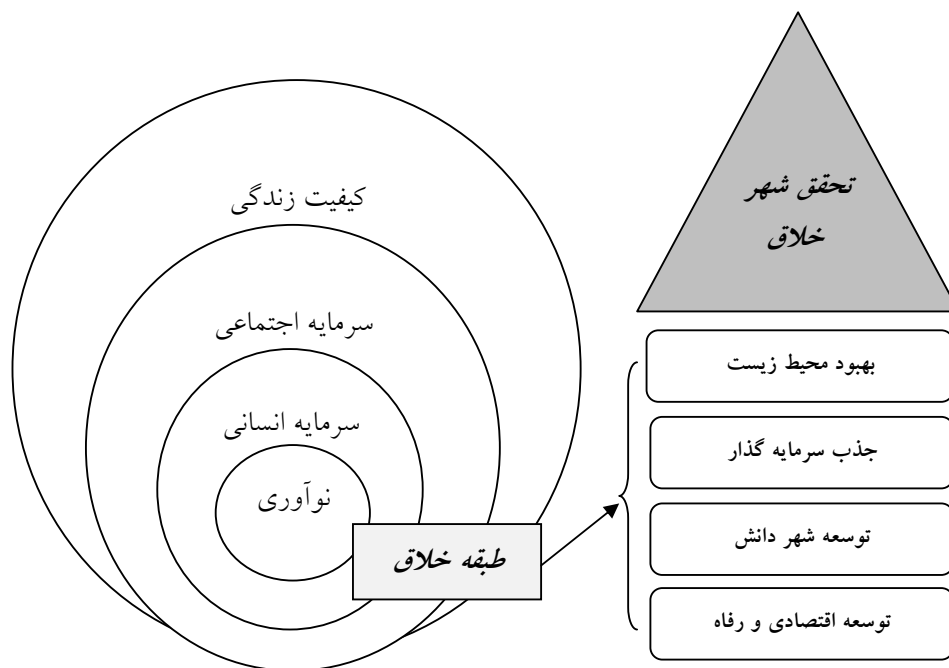 تحقق شهر
خلاق
کیفیت زندگی
سرمایه اجتماعی
سرمایه انسانی
نوآوری
طبقه خلاق
بهبود محیط زیست
جذب سرمایه گذار
توسعه شهر دانش
توسعه اقتصادی و رفاه